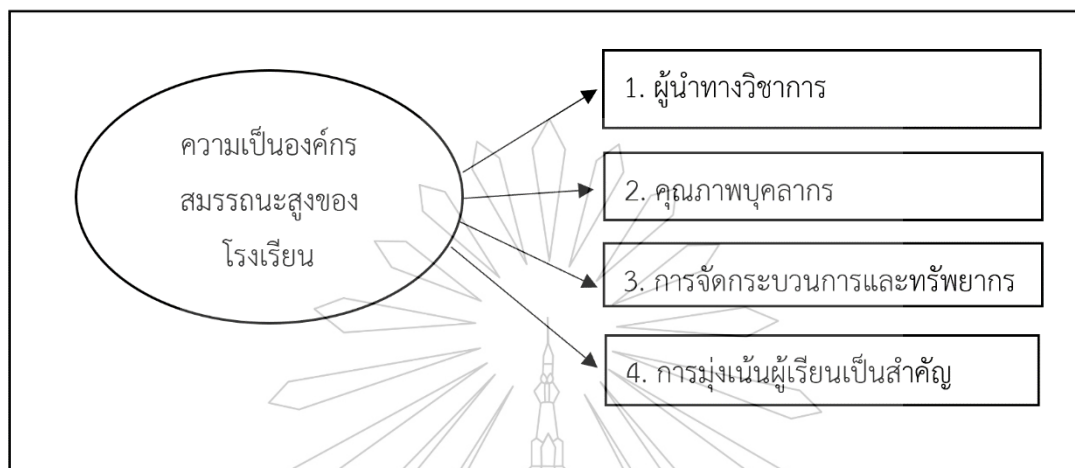 ความเป็นองค์กร
สมรรถนะสูงของ
โรงเรียน
1. ผู้นำทางวิชาการ
2. คุณภาพบุคลากร
3. การจัดกระบวนการและทรัพยากร
4. การมุ่งเน้นผู้เรียนเป็นสำคัญ